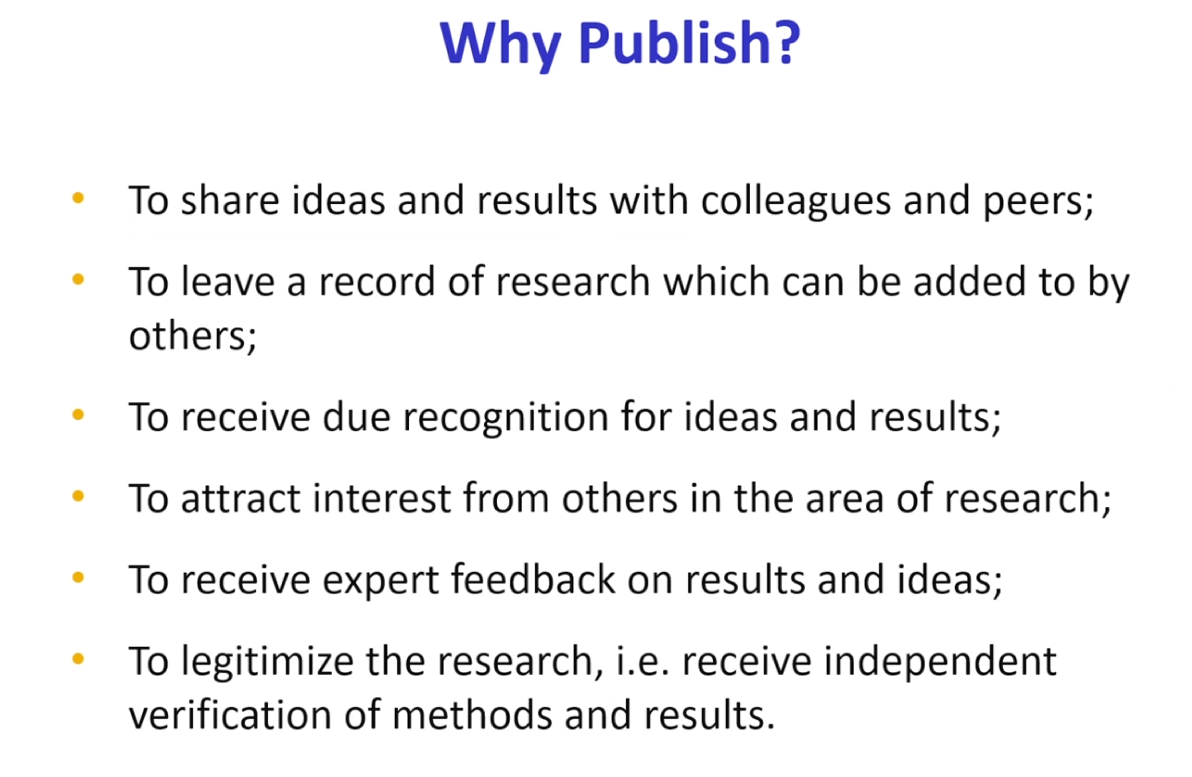 Why Publish?
• To share ideas and results with colleagues and peers;
• To leave a record of research which can be added to by
others;
• To receive due recognition for ideas and results;
• To attract interest from others in the area of research;
• To receive expert feedback on results and ideas;
• To legitimize the research, i.e. receive independent
verification of methods and results.